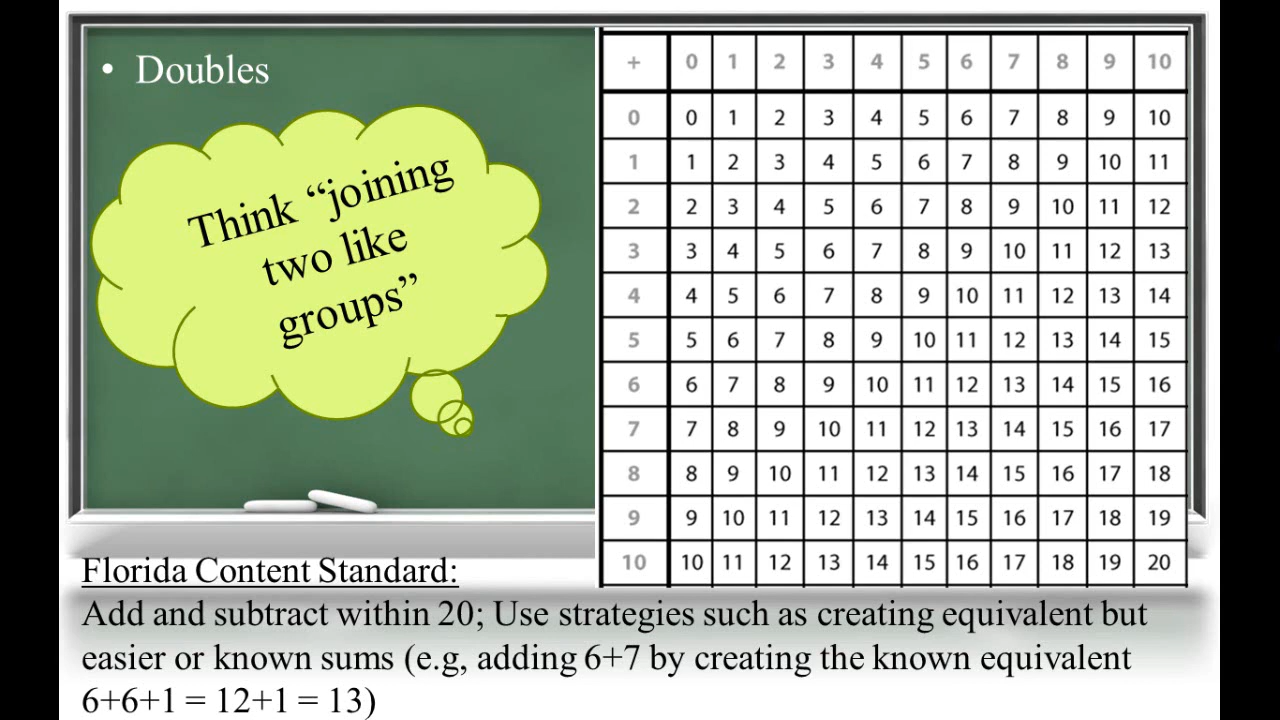 • Doubles
Think “joining
two like
groups”
+ 0 1 2 3 4 5 6 7 8 9 10
0 0 1 2 3 4 5 6 7 8 9 10
1 1 2 3 4 5 6 7 8 9 10 11
2 2 3 4 5 6 7 8 9 10 11 12
3 3 4 5 6 7 8 9 10 11 12 13
4 4 5 6 7 8 9 10 11 12 13 14
5 5 6 7 8 9 10 11 12 13 14 15
6 6 7 8 9 10 11 12 13 14 15 16
7 7 8 9 10 11 12 13 14 15 16 17
8 8 9 10 11 12 13 14 15 16 17 18
9 9 10 11 12 13 14 15 16 17 18 19
10 10 11 12 13 14 15 16 17 18 19 20
Florida Content Standard:
Add and subtract within 20; Use strategies such as creating equivalent but
easier or known sums (e.g, adding 6+7 by creating the known equivalent
6+6+1 = 12+1 = 13)